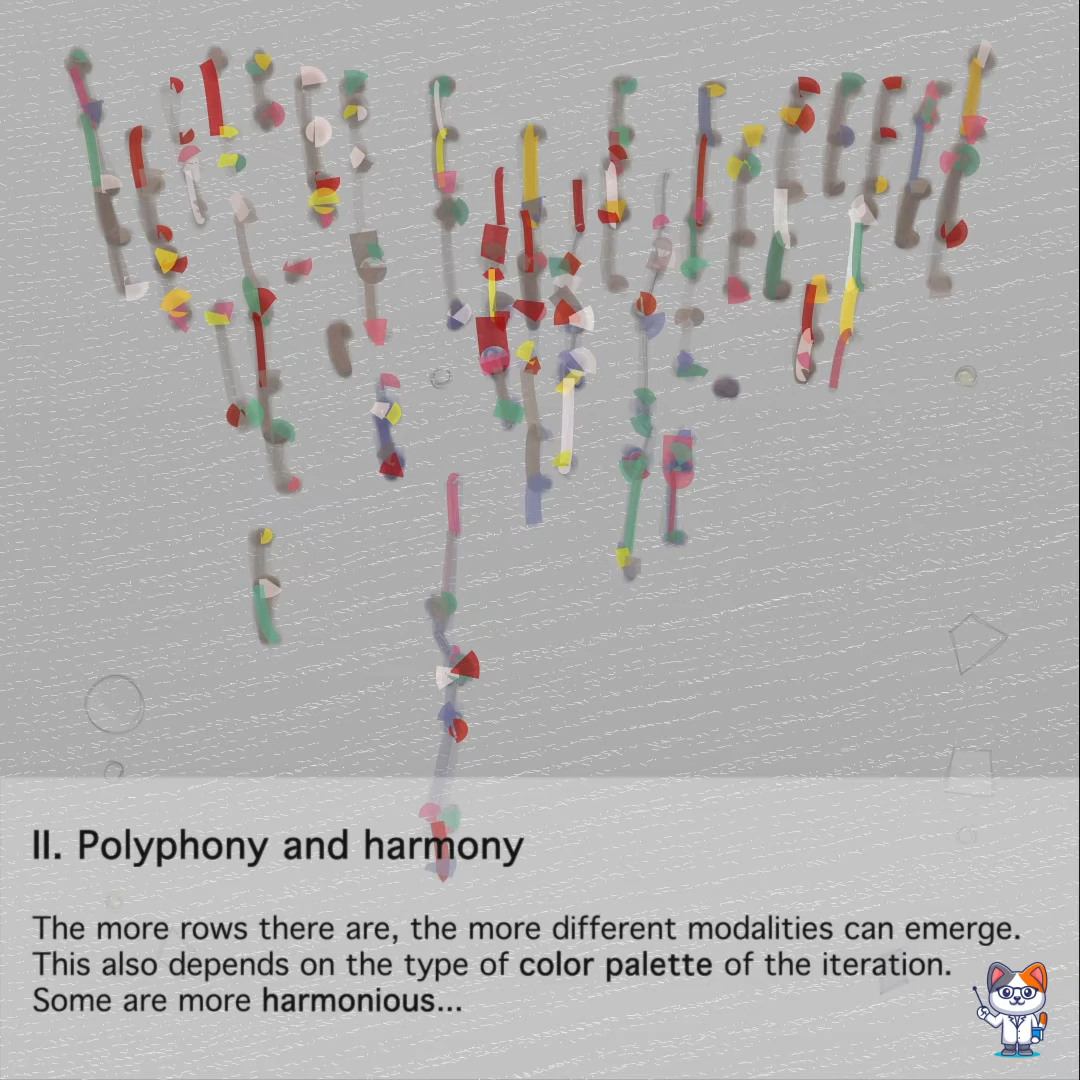 II. Polyphony and harmony
The more rows there are, the more different modalities can emerge.
This also depends on the type of color palette of the iteration.
Some are more harmonious...